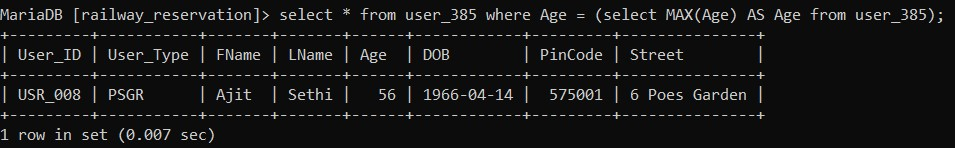 MariaDB [railway_reservation]> select * from user_385 where Age = (select MAX(Age) AS Age from user_385);
+---------+-----------+-------+-------+------+------------+---------+---------------+
| User_ID | User_Type | FName | LName | Age  | DOB        | PinCode | Street        |
+---------+-----------+-------+-------+------+------------+---------+---------------+
| USR_008 | PSGR      | Ajit  | Sethi |   56 | 1966-04-14 |  575001 | 6 Poes Garden |
+---------+-----------+-------+-------+------+------------+---------+---------------+
1 row in set (0.007 sec)